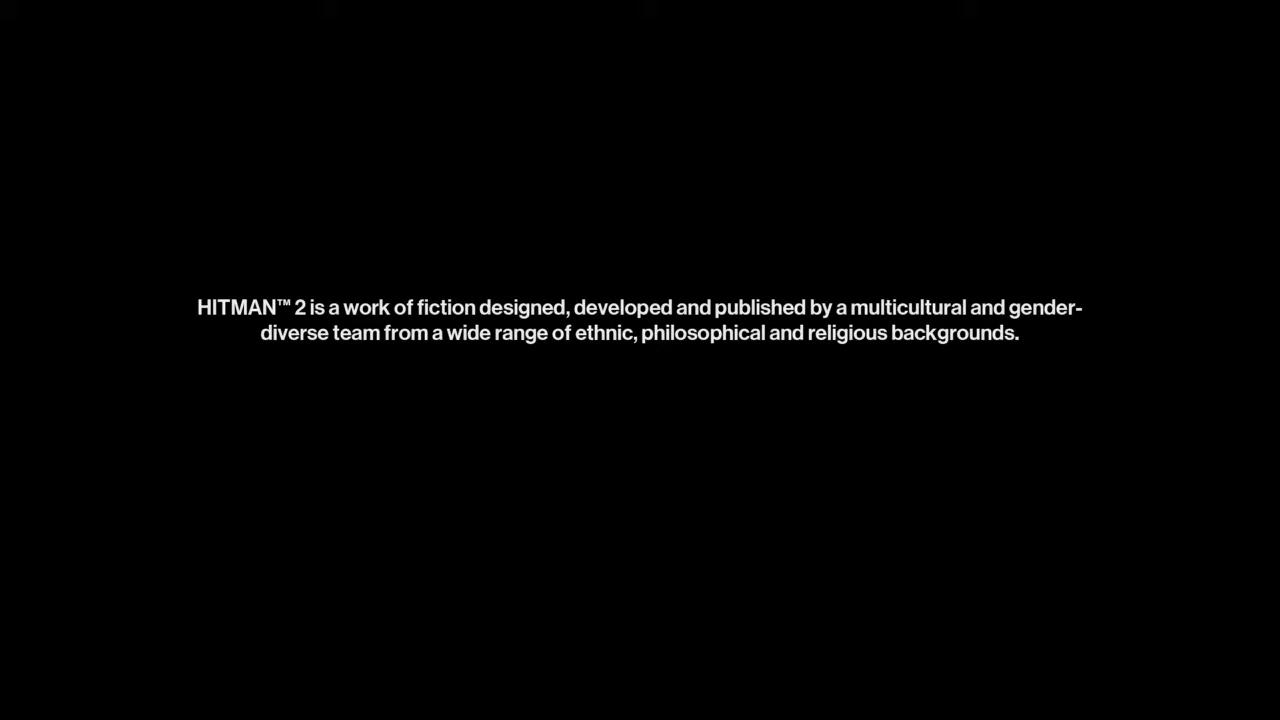 HITMAN™ 2 is a work of fiction designed, developed and published by a multicultural and gender-
diverse team from a wide range of ethnic, philosophical and religious backgrounds.